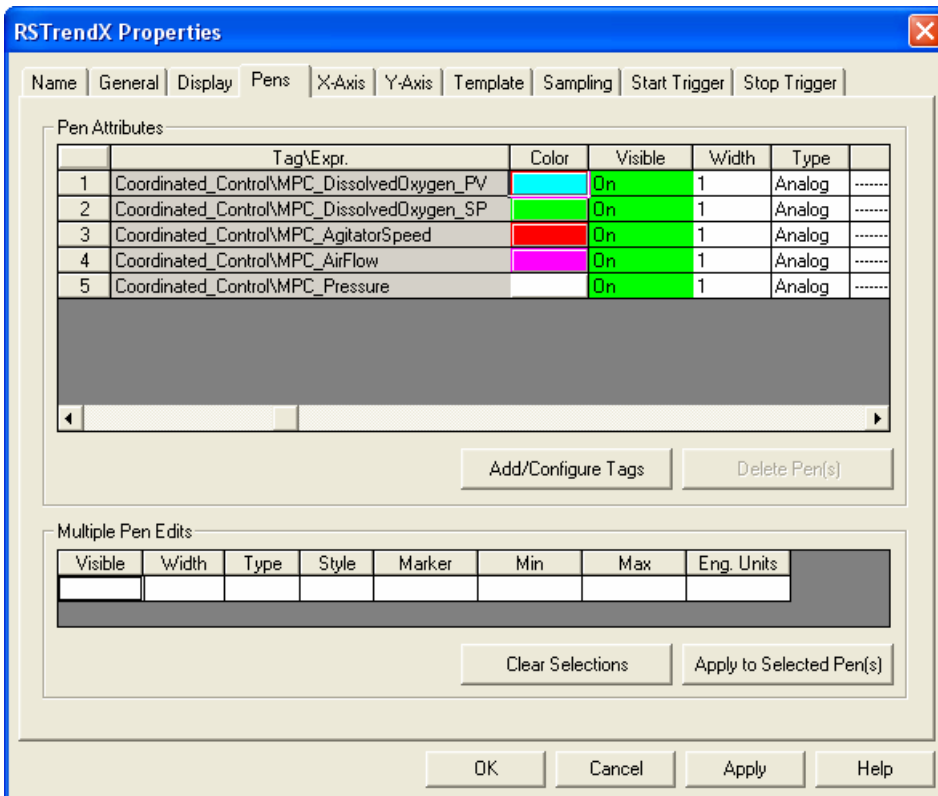 RSTrendX Properties
Name General Display Pens X-Axis Y-Axis Template Sampling Start Trigger Stop Trigger
Pen Attributes
Tag\Expr. Color Visible Width Type
1 Coordinated_Control\MPC_DissolvedOxygen_PV On 1 Analog -------
2 Coordinated_Control\MPC_DissolvedOxygen_SP On 1 Analog -------
3 Coordinated_Control\MPC_AgitatorSpeed On 1 Analog -------
4 Coordinated_Control\MPC_AirFlow On 1 Analog -------
5 Coordinated_Control\MPC_Pressure On 1 Analog -------
Add/Configure Tags Delete Pen(s)
Multiple Pen Edits
Visible Width Type Style Marker Min Max Eng. Units
Clear Selections Apply to Selected Pen(s)
OK Cancel Apply Help